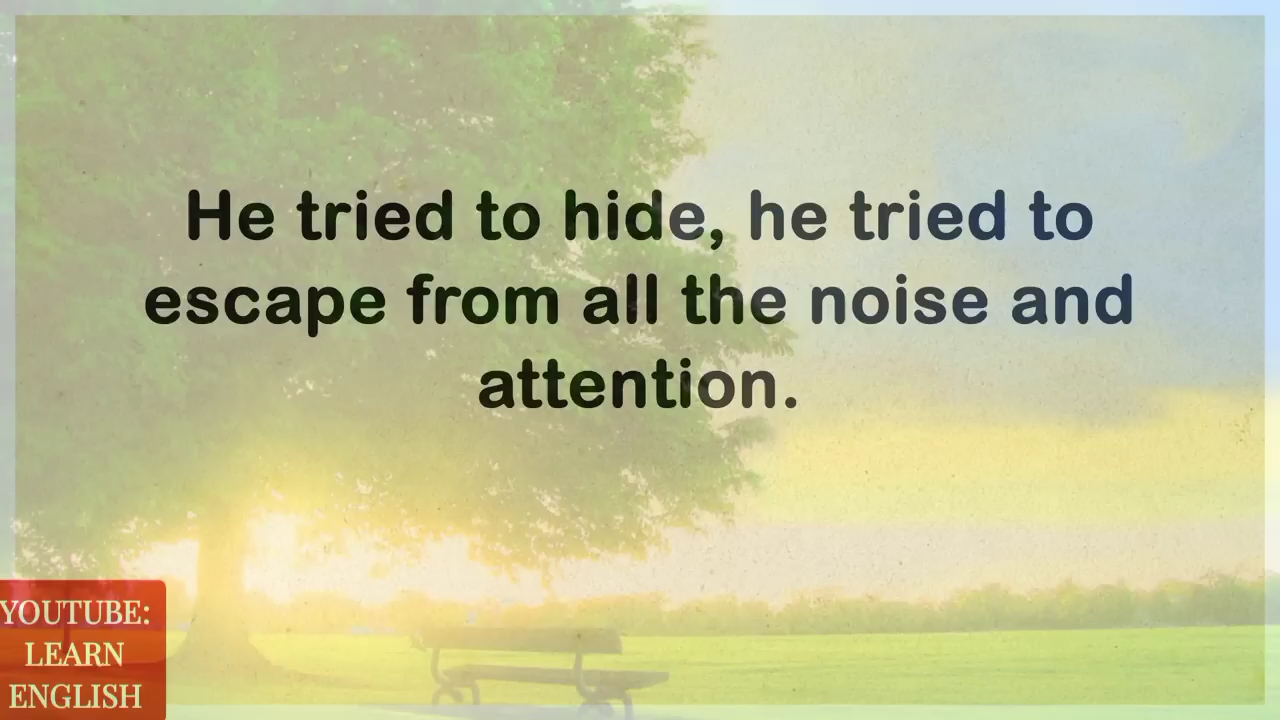 He tried to hide, he tried to
escape from all the noise and
attention.
YOUTUBE:
LEARN
ENGLISH